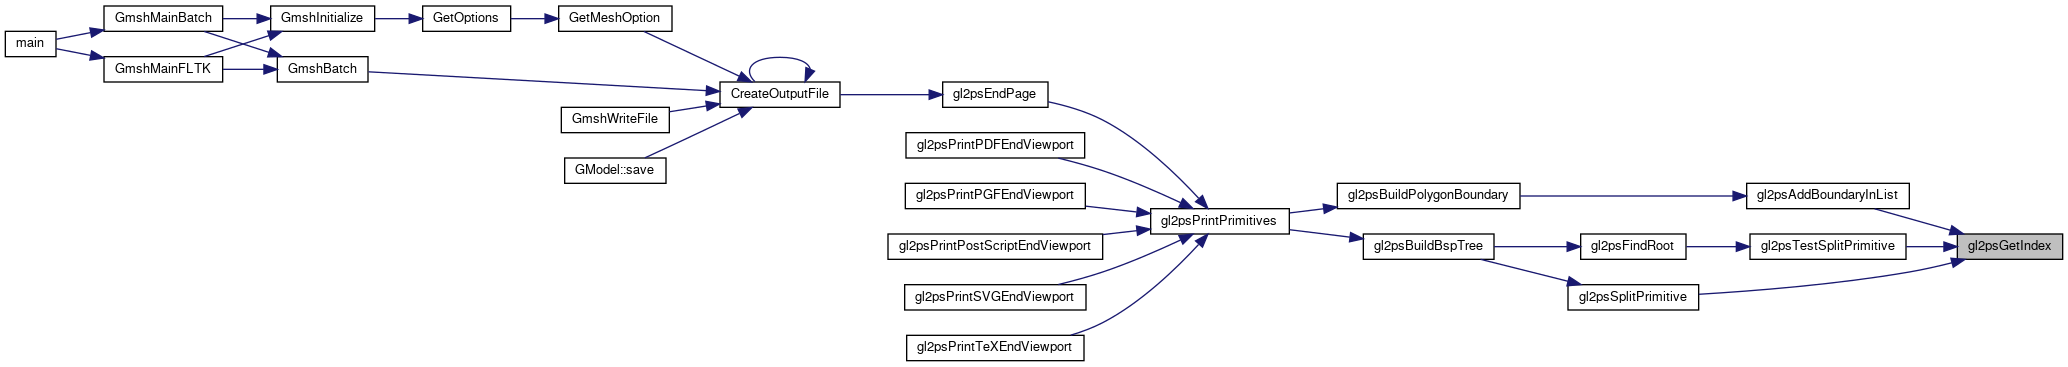 main
GmshMainBatch
GmshMainFLTK
GmshInitialize
GmshBatch
GetOptions
GetMeshOption
GmshWriteFile
GModel::save
CreateOutputFile
gl2psEndPage
gl2psPrintPDFEndViewport
gl2psPrintPGFEndViewport
gl2psPrintPostScriptEndViewport
gl2psPrintSVGEndViewport
gl2psPrintTeXEndViewport
gl2psPrintPrimitives
gl2psBuildPolygonBoundary
gl2psBuildBspTree
gl2psFindRoot
gl2psSplitPrimitive
gl2psAddBoundaryInList
gl2psTestSplitPrimitive
gl2psGetIndex